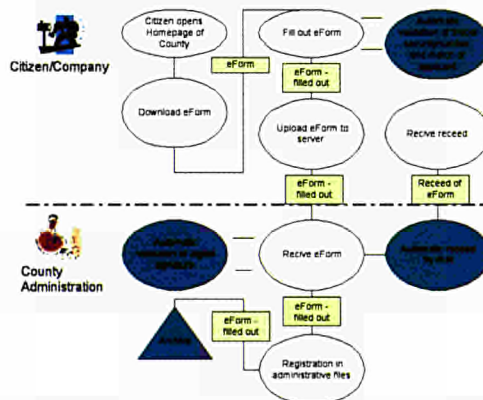 Citizen opens
Homepage of
County
Fill out eForm
Citizen/Company
eForm
eForm -
filled out
Download eForm
Upload eForm to
server
Recive receed
eForm -
filled out
Receed of
eForm
Recive eForm
County
Administration
eForm -
filled out
eForm -
filled out
Registration in
administrative files